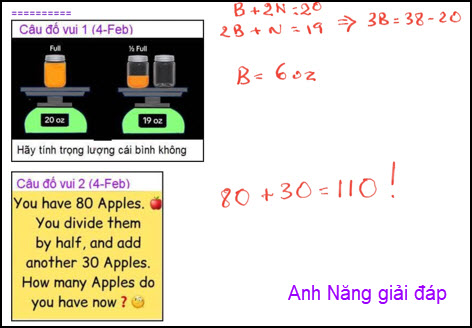 ==========
Câu đố vui 1 (4-Feb)
Full
½ Full
20 oz
19 oz
Hãy tính trọng lượng cái bình không
B + 2N = 20
2B + N = 19 ⇒ 3B = 38 - 20
B = 6 oz
Câu đố vui 2 (4-Feb)
You have 80 Apples. 🍎
You divide them
by half, and add
another 30 Apples.
How many Apples do
you have now ? 🧐
80 + 30 = 110 !
Anh Năng giải đáp